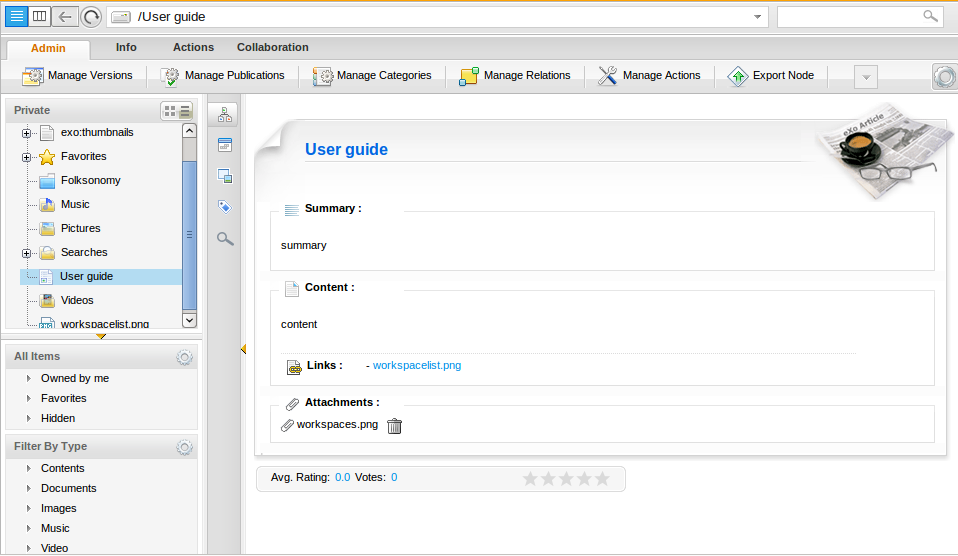 /User guide
Admin Info Actions Collaboration
Manage Versions Manage Publications Manage Categories Manage Relations Manage Actions Export Node
Private
exo:thumbnails
Favorites
Folksonomy
Music
Pictures
Searches
User guide
Videos
workspacelist.png
All Items
Owned by me
Favorites
Hidden
Filter By Type
Contents
Documents
Images
Music
Video
eXo Article
User guide
Summary :
summary
Content :
content
Links : - workspacelist.png
Attachments :
workspaces.png
Avg. Rating: 0.0 Votes: 0